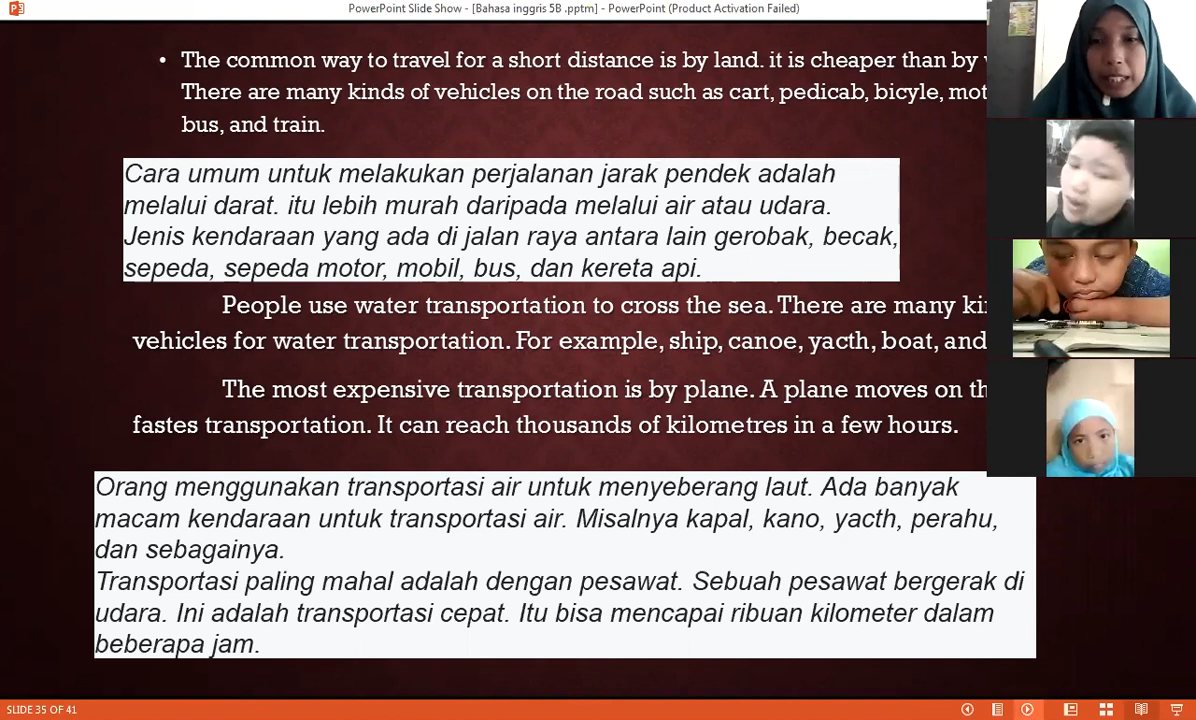 PowerPoint Slide Show - [Bahasa inggris 5B .pptm] - PowerPoint (Product Activation Failed)
• The common way to travel for a short distance is by land. it is cheaper than by
There are many kinds of vehicles on the road such as cart, pedicab, bicyle,
bus, and train.
Cara umum untuk melakukan perjalanan jarak pendek adalah
melalui darat. itu lebih murah daripada melalui air atau udara.
Jenis kendaraan yang ada di jalan raya antara lain gerobak, becak,
sepeda, sepeda motor, mobil, bus, dan kereta api.
People use water transportation to cross the sea. There are many
vehicles for water transportation. For example, ship, canoe, yacth, boat, and
The most expensive transportation is by plane. A plane moves on
fastes transportation. It can reach thousands of kilometres in a few hours.
Orang menggunakan transportasi air untuk menyeberang laut. Ada banyak
macam kendaraan untuk transportasi air. Misalnya kapal, kano, yacth, perahu,
dan sebagainya.
Transportasi paling mahal adalah dengan pesawat. Sebuah pesawat bergerak di
udara. Ini adalah transportasi cepat. Itu bisa mencapai ribuan kilometer dalam
beberapa jam.
SLIDE 35 OF 41